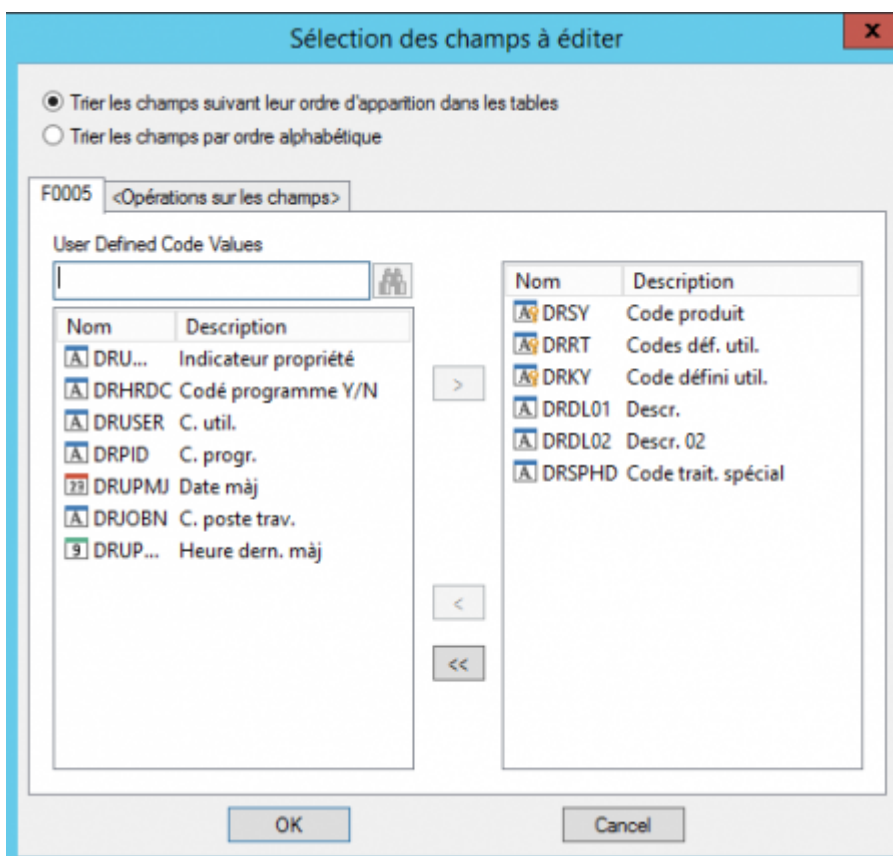 Sélection des champs à éditer
x
Trier les champs suivant leur ordre d'apparition dans les tables
Trier les champs par ordre alphabétique
F0005 <Opérations sur les champs>
User Defined Code Values
Nom Description
DRU... Indicateur propriété
DRHRDC Codé programme Y/N
DRUSER C. util.
DRPID C. progr.
DRUPMJ Date màj
DRJOBN C. poste trav.
DRUP... Heure dern. màj
>
<
<<
Nom Description
DRSY Code produit
DRRT Codes déf. util.
DRKY Code défini util.
DRDL01 Descr.
DRDL02 Descr. 02
DRSPHD Code trait. spécial
OK Cancel